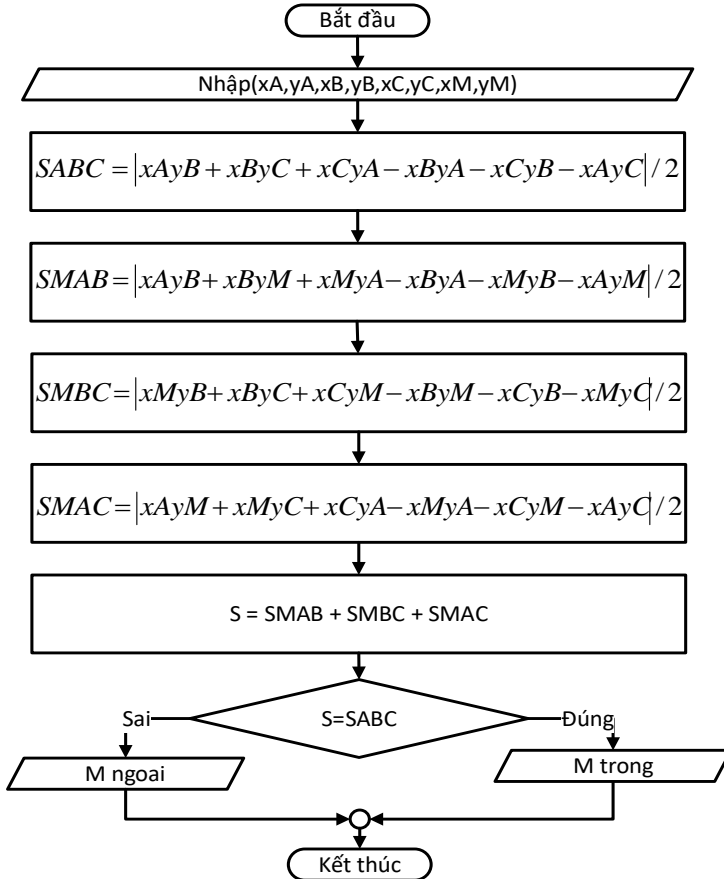 Bắt đầu
Nhập(xA,yA,xB,yB,xC,yC,xM,yM)
SABC = |xAyB + xByC + xCyA − xByA − xCyB − xAyC| / 2
SMAB = |xAyB + xByM + xMyA − xByA − xMyB − xAyM| / 2
SMBC = |xMyB + xByC + xCyM − xByM − xCyB − xMyC| / 2
SMAC = |xAyM + xMyC + xCyA − xMyA − xCyM − xAyC| / 2
S = SMAB + SMBC + SMAC
Sai
S=SABC
Đúng
M ngoai
M trong
Kết thúc